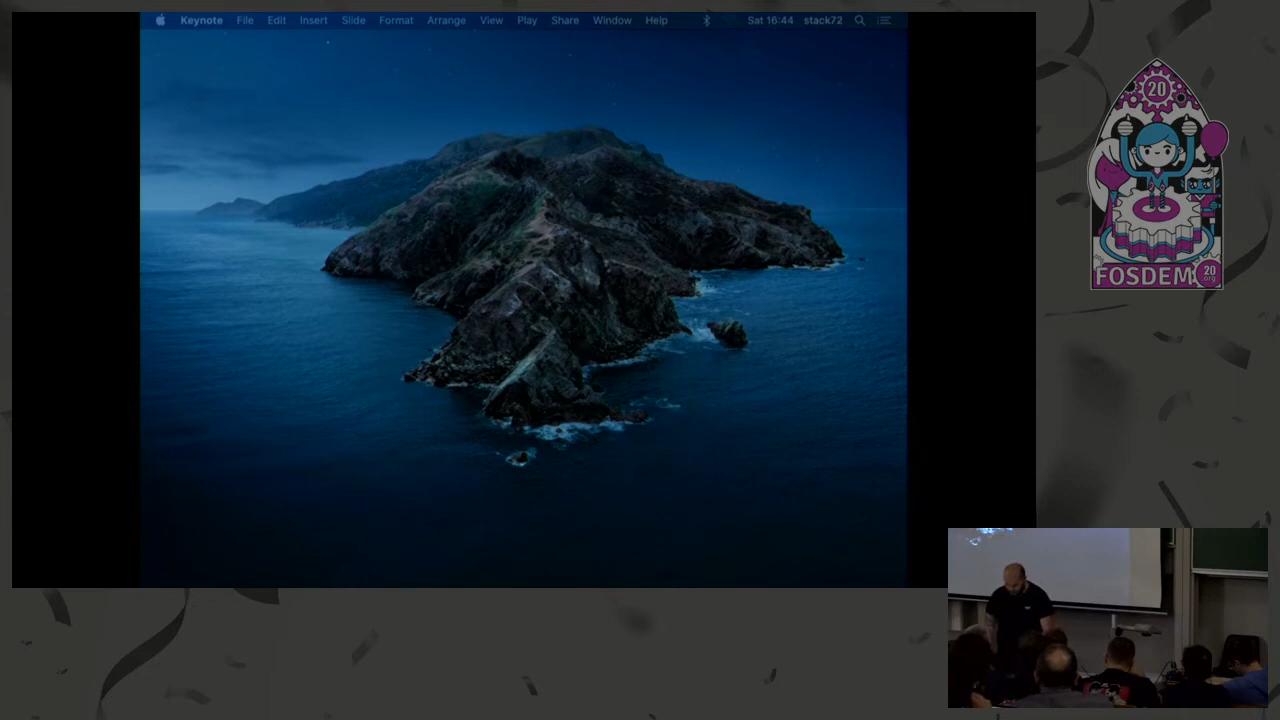 Keynote File Edit Insert Slide Format Arrange View Play Share Window Help Sat 16:44 stack72
20
FOSDEM 20
.org